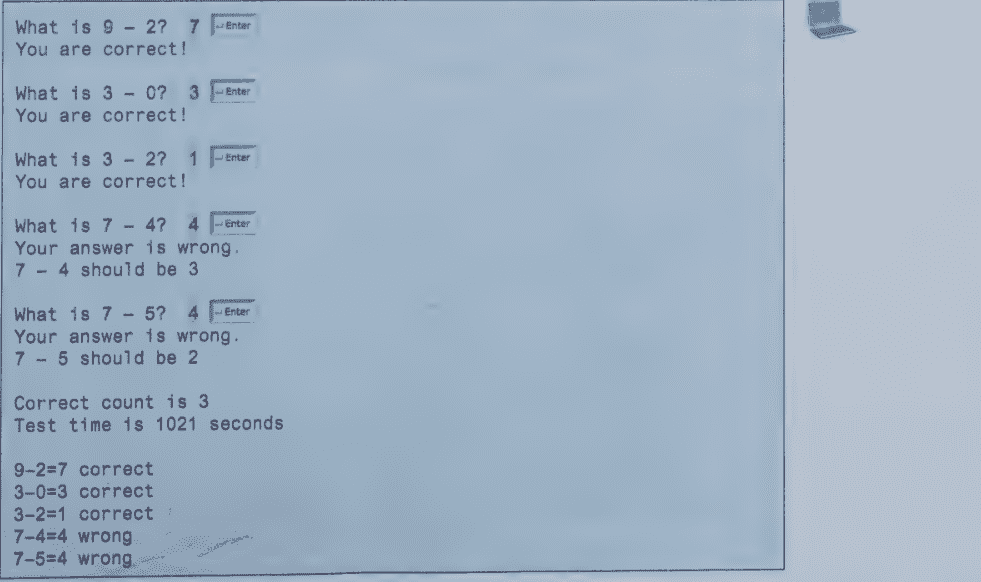 What is 9 – 2? 7 ↵Enter
You are correct!
What is 3 – 0? 3 ↵Enter
You are correct!
What is 3 – 2? 1 ↵Enter
You are correct!
What is 7 – 4? 4 ↵Enter
Your answer is wrong.
7 – 4 should be 3
What is 7 – 5? 4 ↵Enter
Your answer is wrong.
7 – 5 should be 2
Correct count is 3
Test time is 1021 seconds
9–2=7 correct
3–0=3 correct
3–2=1 correct
7–4=4 wrong
7–5=4 wrong